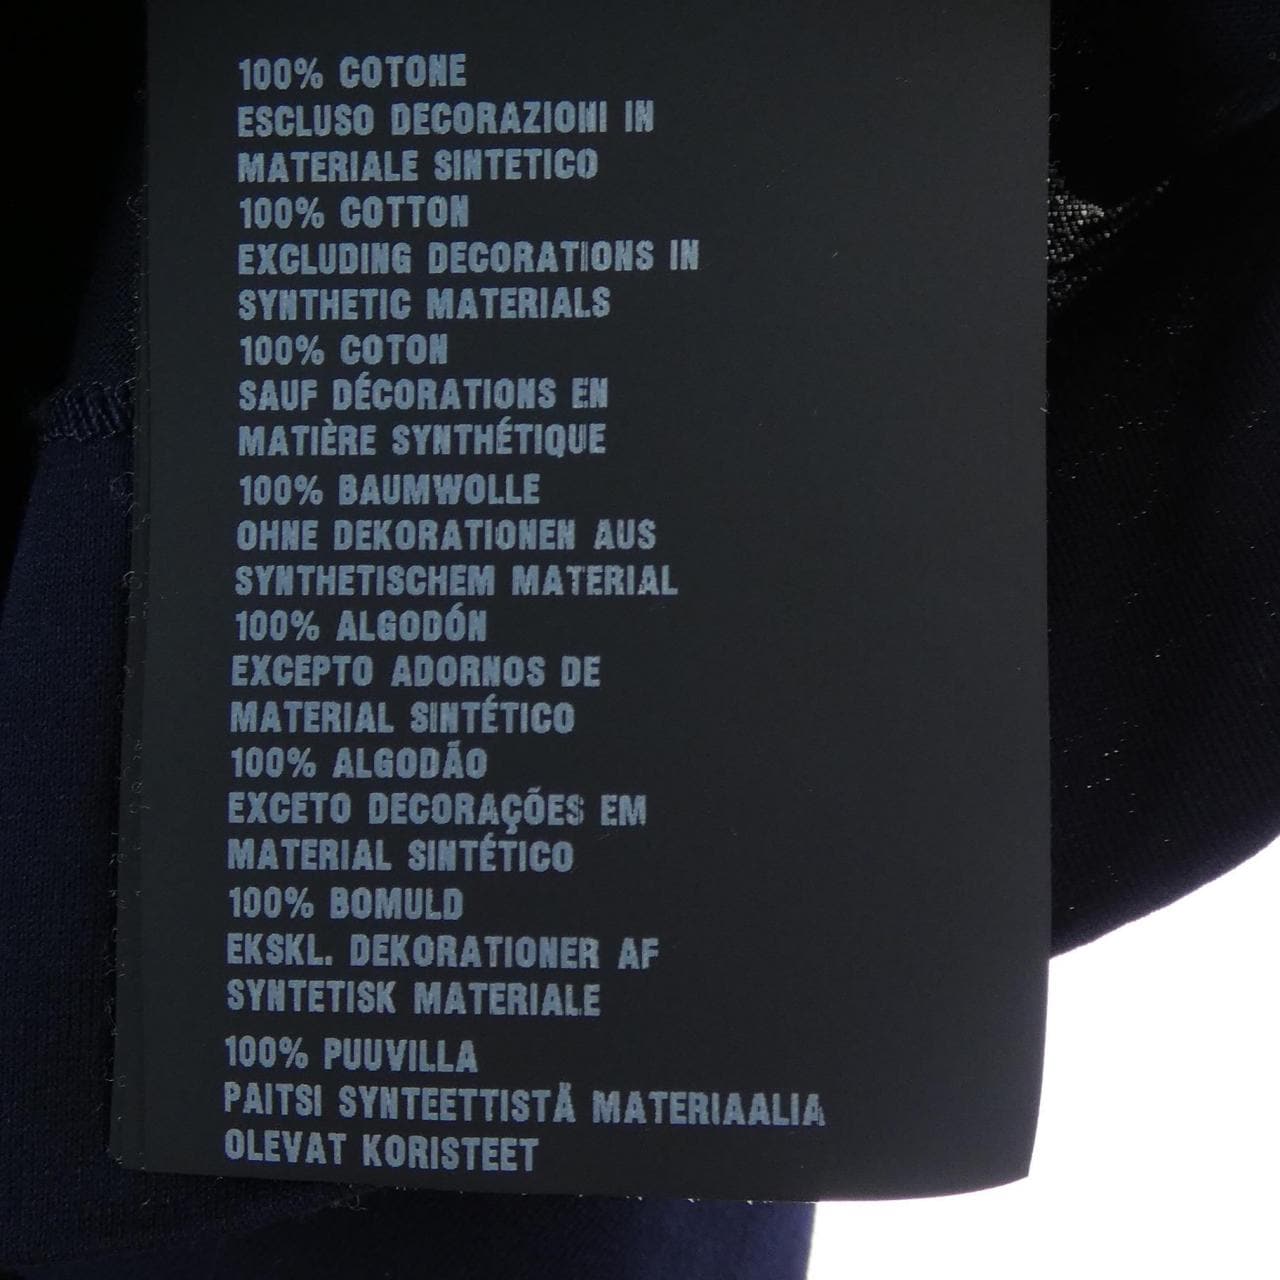 100% COTONE
ESCLUSO DECORAZIONI IN
MATERIALE SINTETICO
100% COTTON
EXCLUDING DECORATIONS IN
SYNTHETIC MATERIALS
100% COTON
SAUF DÉCORATIONS EN
MATIÈRE SYNTHÉTIQUE
100% BAUMWOLLE
OHNE DEKORATIONEN AUS
SYNTHETISCHEM MATERIAL
100% ALGODÓN
EXCEPTO ADORNOS DE
MATERIAL SINTÉTICO
100% ALGODÃO
EXCETO DECORAÇÕES EM
MATERIAL SINTÉTICO
100% BOMULD
EKSKL. DEKORATIONER AF
SYNTETISK MATERIALE
100% PUUVILLA
PAITSI SYNTEETTISTÄ MATERIAALIA
OLEVAT KORISTEET